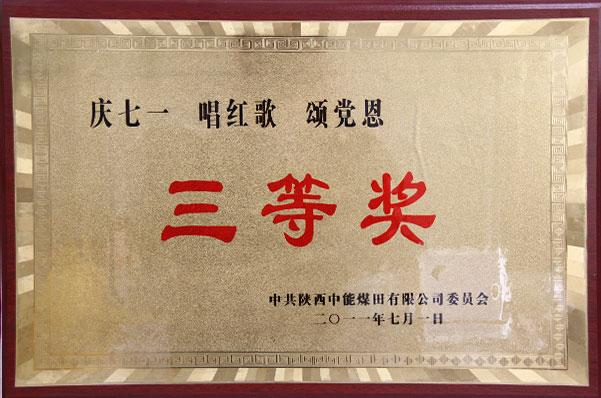 庆七一 唱红歌 颂党恩
三等奖
中共陕西中能煤田有限公司委员会
二〇一一年七月一日